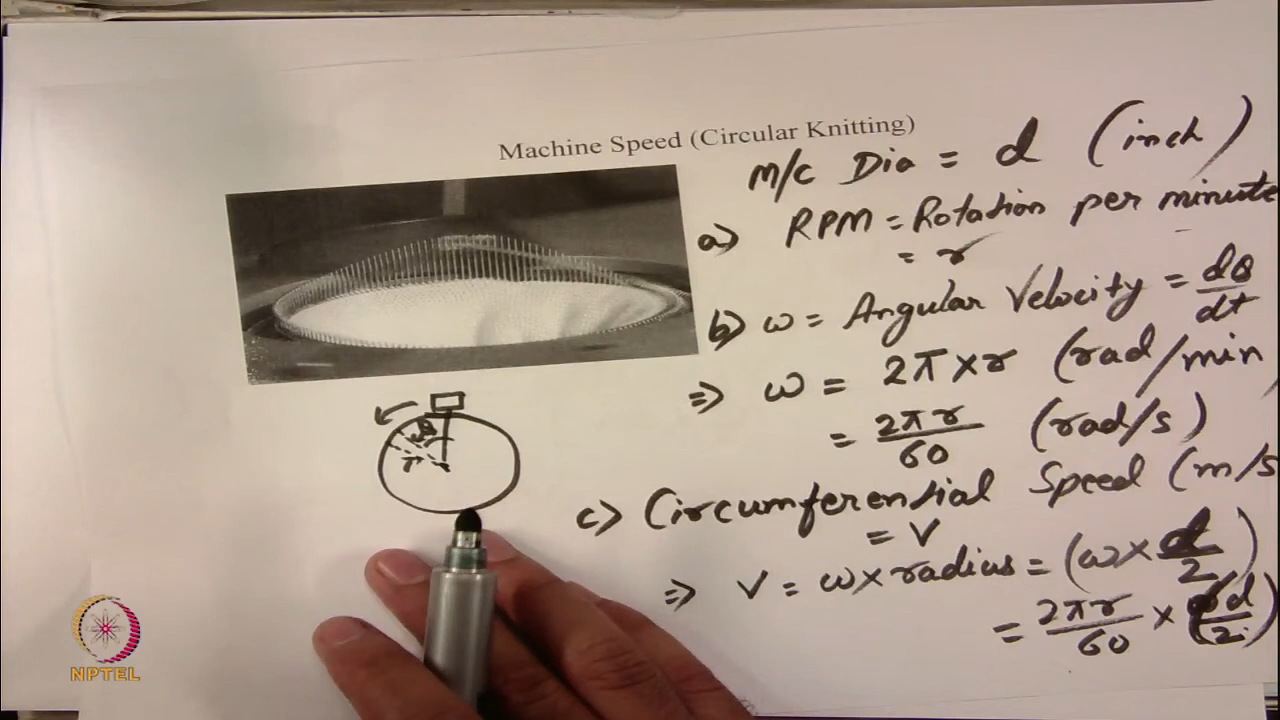 Machine Speed (Circular Knitting)
M/C Dia = d (inch)
a) RPM = Rotation per minute
= r
b) ω = Angular Velocity = dθ/dt
⇒ ω = 2π × r (rad/min
= 2πr/60 (rad/s)
c) Circumferential Speed (m/s
= V
⇒ V = ω × radius = (ω × d/2)
= 2πr/60 × (d/2)
θ
r
NPTEL